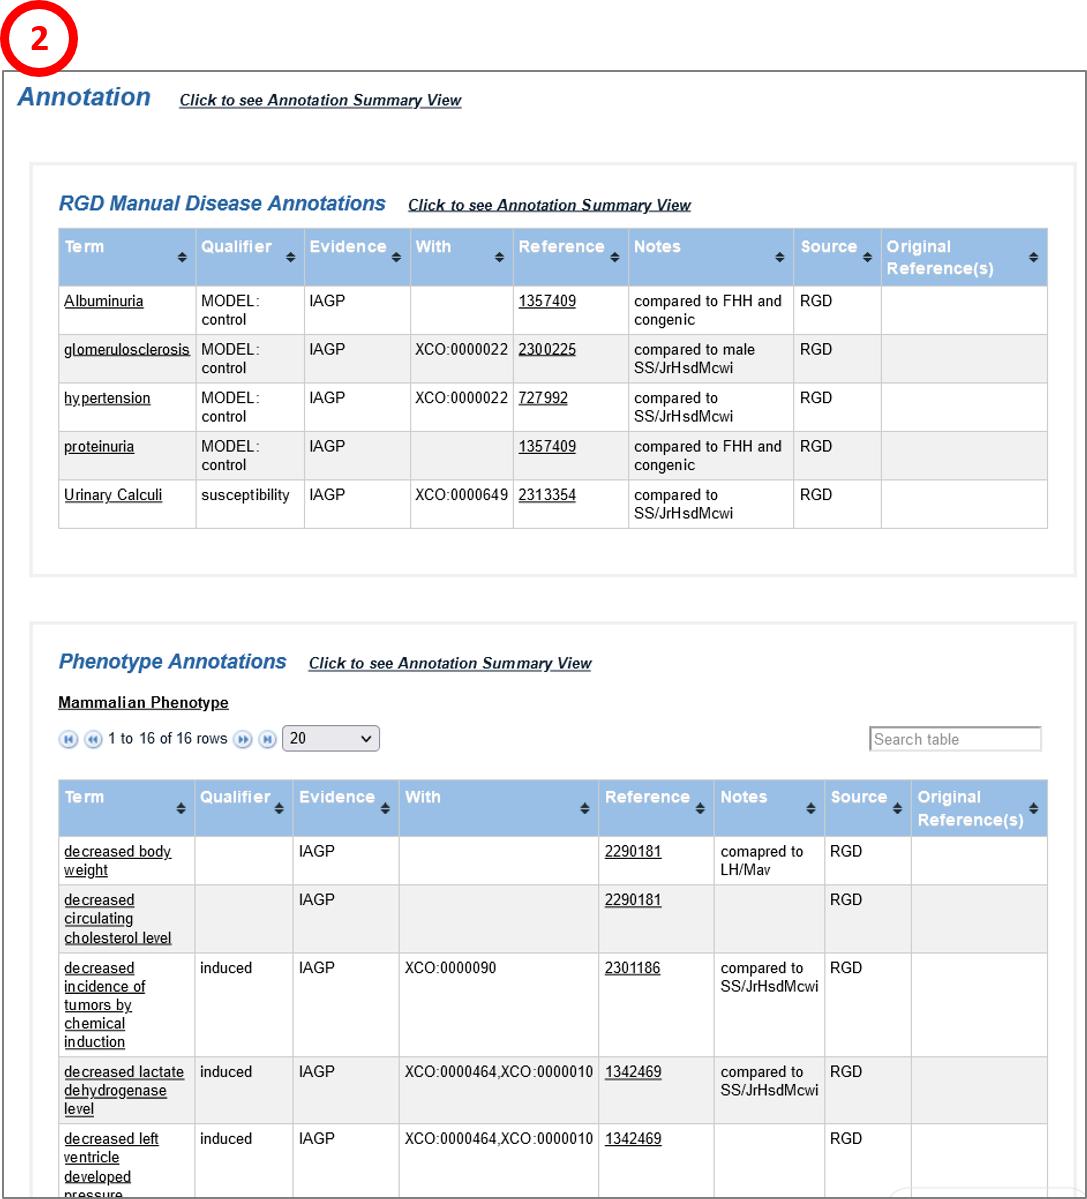 2
Annotation Click to see Annotation Summary View
RGD Manual Disease Annotations Click to see Annotation Summary View
Term Qualifier Evidence With Reference Notes Source Original
Reference(s)
Albuminuria MODEL: IAGP 1357409 compared to FHH and RGD
control congenic
glomerulosclerosis MODEL: IAGP XCO:0000022 2300225 compared to male RGD
control SS/JrHsdMcwi
hypertension MODEL: IAGP XCO:0000022 727992 compared to RGD
control SS/JrHsdMcwi
proteinuria MODEL: IAGP 1357409 compared to FHH and RGD
control congenic
Urinary Calculi susceptibility IAGP XCO:0000649 2313354 compared to RGD
SS/JrHsdMcwi
Phenotype Annotations Click to see Annotation Summary View
Mammalian Phenotype
1 to 16 of 16 rows 20 Search table
Term Qualifier Evidence With Reference Notes Source Original
Reference(s)
decreased body IAGP 2290181 comapred to RGD
weight LH/Mav
decreased IAGP 2290181 RGD
circulating
cholesterol level
decreased induced IAGP XCO:0000090 2301186 compared to RGD
incidence of SS/JrHsdMcwi
tumors by
chemical
induction
decreased lactate induced IAGP XCO:0000464,XCO:0000010 1342469 compared to RGD
dehydrogenase SS/JrHsdMcwi
level
decreased left induced IAGP XCO:0000464,XCO:0000010 1342469 RGD
ventricle
developed
pressure